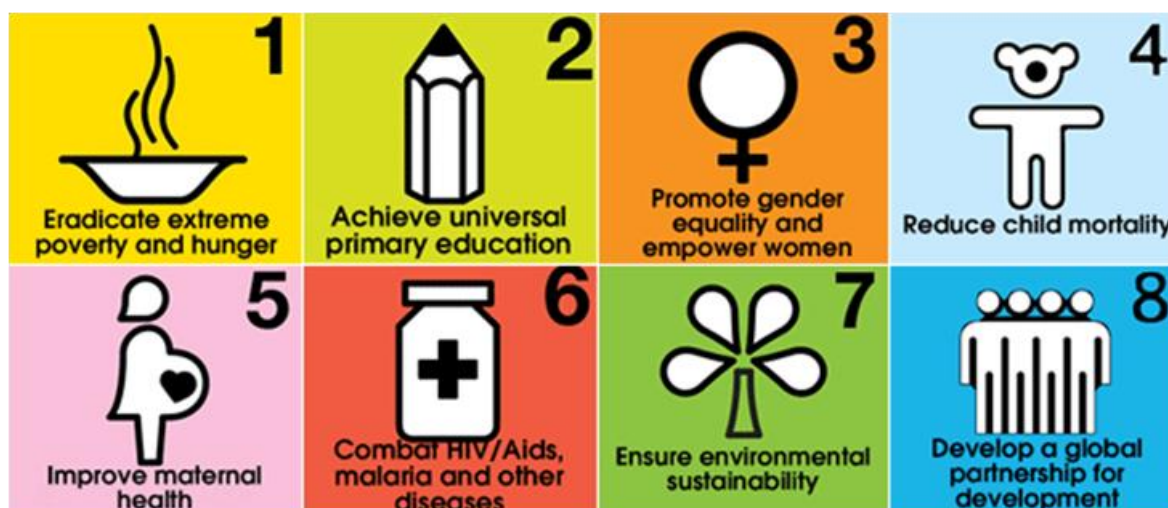 1
Eradicate extreme
poverty and hunger
2
Achieve universal
primary education
3
Promote gender
equality and
empower women
4
Reduce child mortality
5
Improve maternal
health
6
Combat HIV/Aids,
malaria and other
diseases
7
Ensure environmental
sustainability
8
Develop a global
partnership for
development